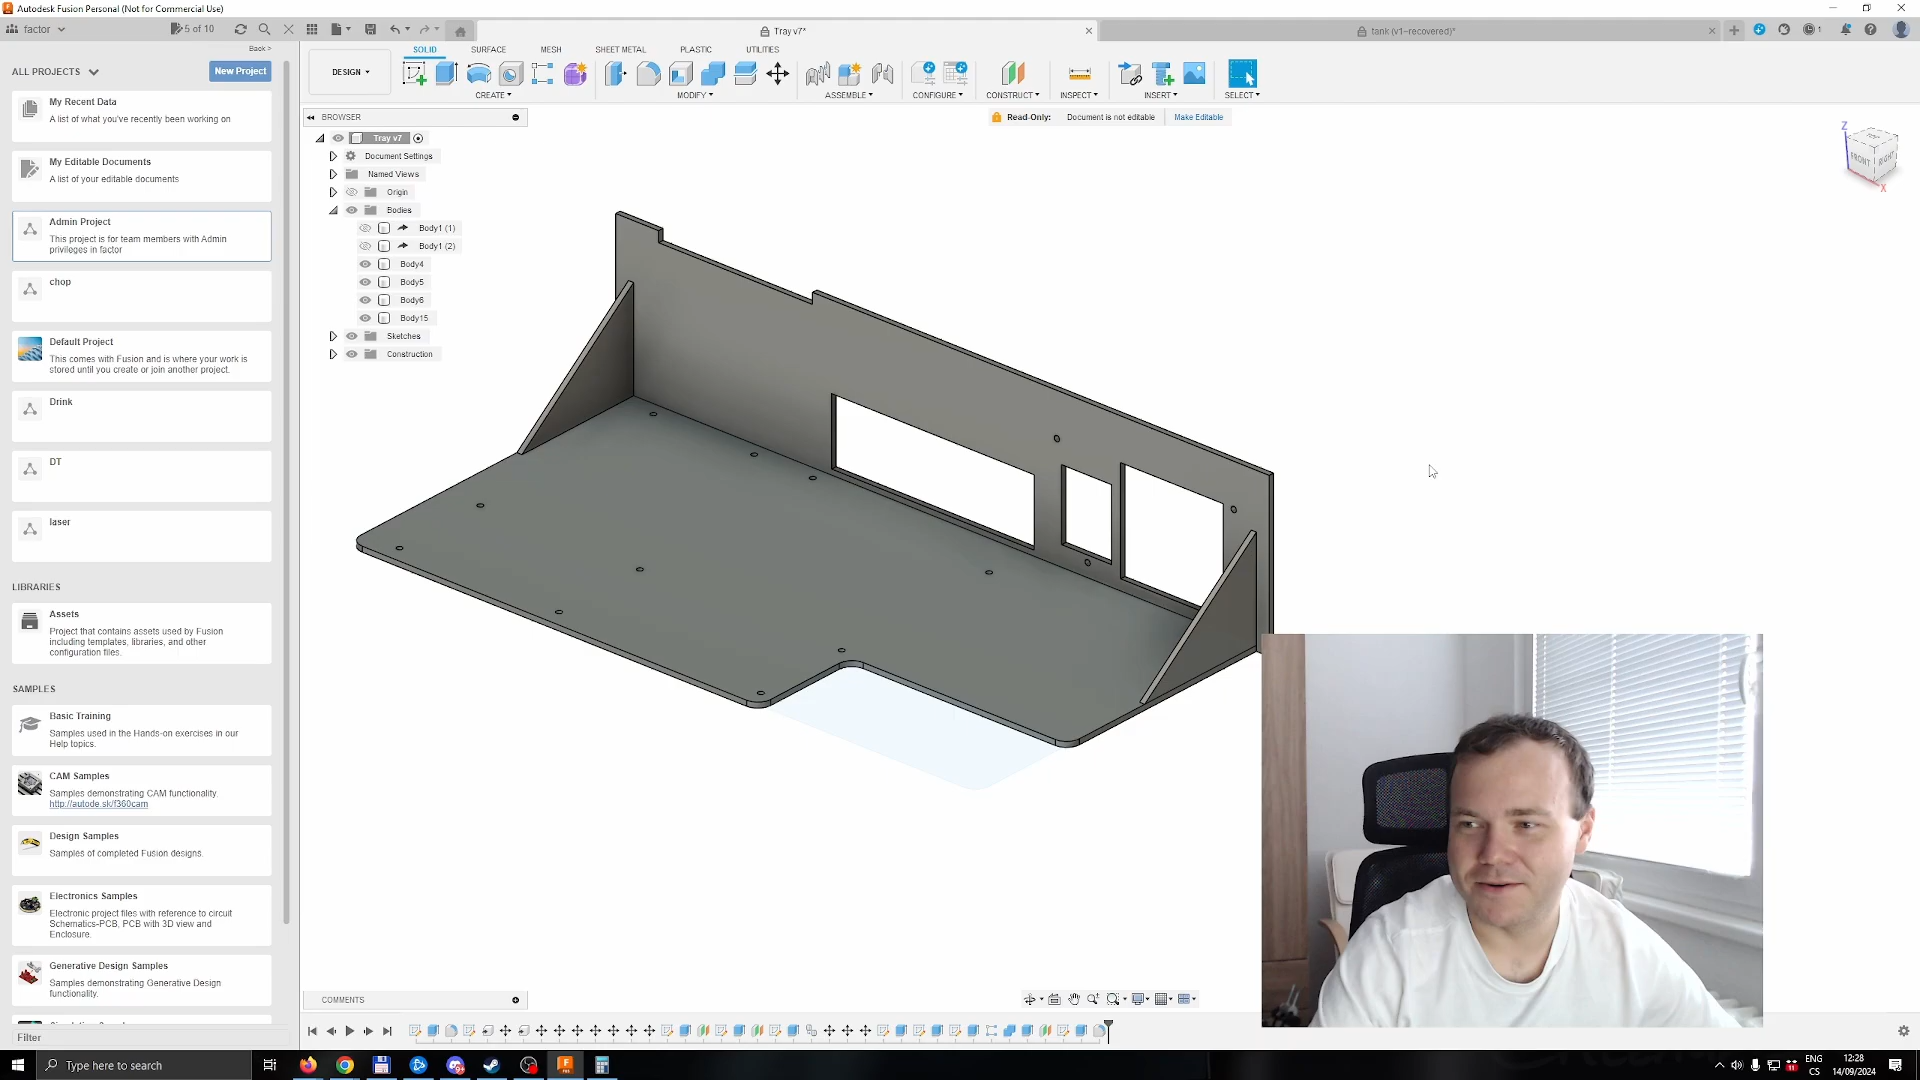 Autodesk Fusion Personal (Not for Commercial Use)
factor
5 of 10
Tray v7*
tank (v1~recovered)*
1
Back >
ALL PROJECTS
New Project
My Recent Data
A list of what you've recently been working on
My Editable Documents
A list of your editable documents
Admin Project
This project is for team members with Admin
privileges in factor
chop
Default Project
This comes with Fusion and is where your work is
stored until you create or join another project.
Drink
DT
laser
LIBRARIES
Assets
Project that contains assets used by Fusion
including templates, libraries, and other
configuration files.
SAMPLES
Basic Training
Samples used in the Hands-on exercises in our
Help topics.
CAM Samples
Samples demonstrating CAM functionality.
http://autode.sk/f360cam
Design Samples
Samples of completed Fusion designs.
Electronics Samples
Electronic project files with reference to circuit
Schematics-PCB, PCB with 3D view and
Enclosure.
Generative Design Samples
Samples demonstrating Generative Design
functionality.
Filter
DESIGN
SOLID
SURFACE
MESH
SHEET METAL
PLASTIC
UTILITIES
CREATE
MODIFY
ASSEMBLE
CONFIGURE
CONSTRUCT
INSPECT
INSERT
SELECT
BROWSER
Read-Only:
Document is not editable
Make Editable
Tray v7
Document Settings
Named Views
Origin
Bodies
Body1 (1)
Body1 (2)
Body4
Body5
Body6
Body15
Sketches
Construction
Z
FRONT
RIGHT
X
COMMENTS
Type here to search
ENG
CS
12:28
14/09/2024